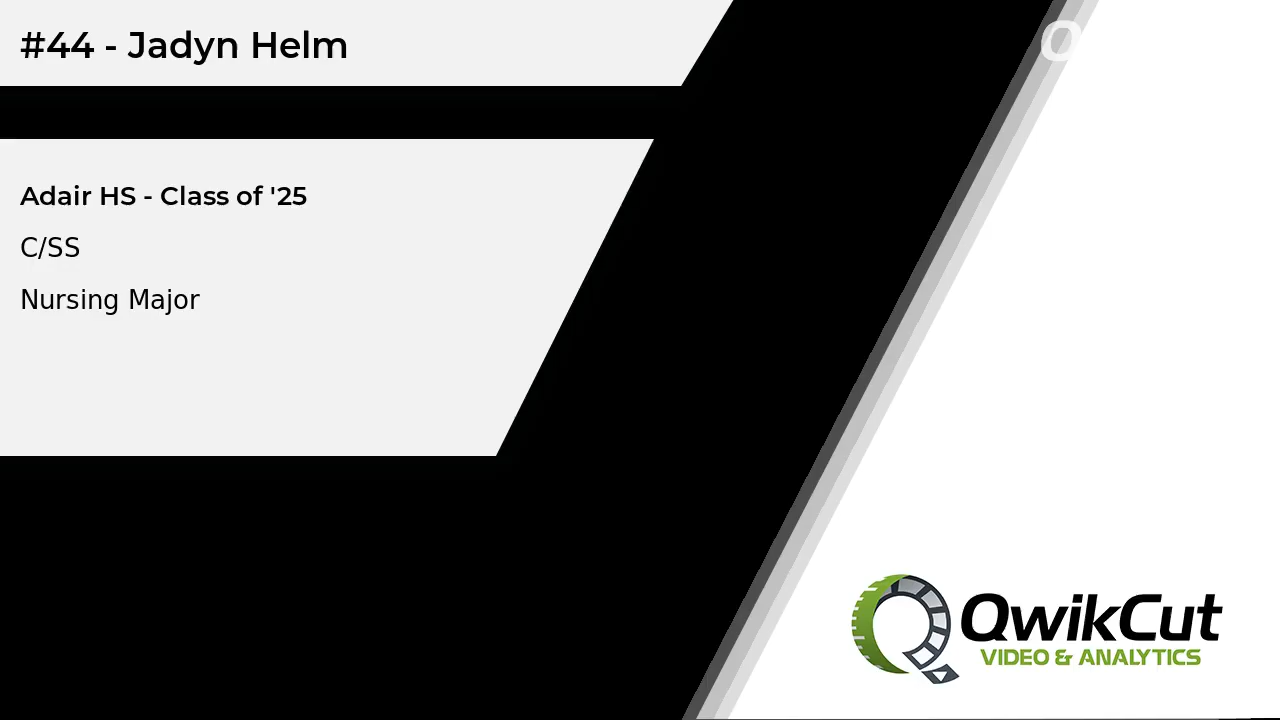 #44 - Jadyn Helm
Adair HS - Class of '25
C/SS
Nursing Major
QwikCut
VIDEO & ANALYTICS